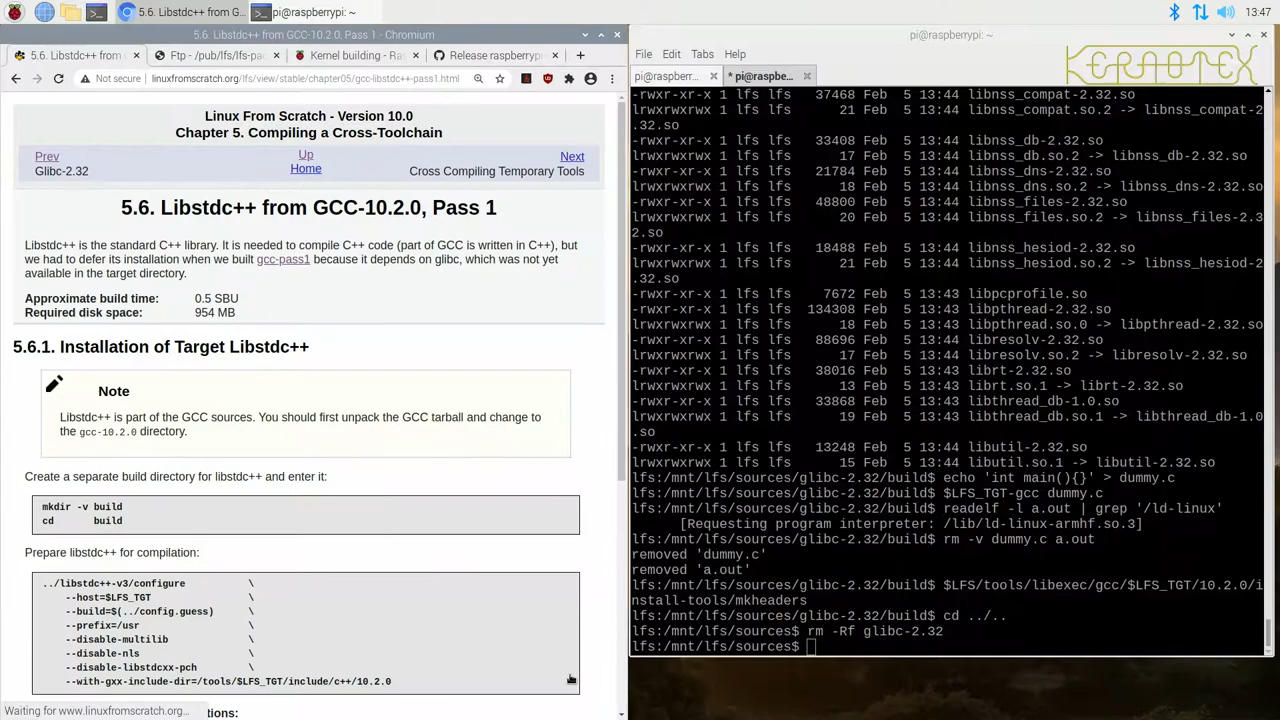 5.6. Libstdc++ from G...
pi@raspberrypi: ~
13:47
5.6. Libstdc++ from GCC-10.2.0, Pass 1 - Chromium
5.6. Libstdc++ from
Ftp - /pub/lfs/lfs-pac
Kernel building - Ras
Release raspberrypi-
Not secure | linuxfromscratch.org/lfs/view/stable/chapter05/gcc-libstdc++-pass1.html
Linux From Scratch - Version 10.0
Chapter 5. Compiling a Cross-Toolchain
Prev
Up
Next
Glibc-2.32
Home
Cross Compiling Temporary Tools
5.6. Libstdc++ from GCC-10.2.0, Pass 1
Libstdc++ is the standard C++ library. It is needed to compile C++ code (part of GCC is written in C++), but
we had to defer its installation when we built gcc-pass1 because it depends on glibc, which was not yet
available in the target directory.
Approximate build time: 0.5 SBU
Required disk space: 954 MB
5.6.1. Installation of Target Libstdc++
Note
Libstdc++ is part of the GCC sources. You should first unpack the GCC tarball and change to
the gcc-10.2.0 directory.
Create a separate build directory for libstdc++ and enter it:
mkdir -v build
cd       build
Prepare libstdc++ for compilation:
../libstdc++-v3/configure           \
--host=$LFS_TGT                 \
--build=$(../config.guess)      \
--prefix=/usr                   \
--disable-multilib              \
--disable-nls                   \
--disable-libstdcxx-pch         \
--with-gxx-include-dir=/tools/$LFS_TGT/include/c++/10.2.0
Waiting for www.linuxfromscratch.org...
tions:
pi@raspberrypi: ~
File Edit Tabs Help
KERAOTEX
pi@raspberr...
* pi@raspbe...
-rwxr-xr-x 1 lfs lfs   37468 Feb  5 13:44 libnss_compat-2.32.so
lrwxrwxrwx 1 lfs lfs      21 Feb  5 13:44 libnss_compat.so.2 -> libnss_compat-2
.32.so
-rwxr-xr-x 1 lfs lfs   33408 Feb  5 13:44 libnss_db-2.32.so
lrwxrwxrwx 1 lfs lfs      17 Feb  5 13:44 libnss_db.so.2 -> libnss_db-2.32.so
-rwxr-xr-x 1 lfs lfs   21784 Feb  5 13:44 libnss_dns-2.32.so
lrwxrwxrwx 1 lfs lfs      18 Feb  5 13:44 libnss_dns.so.2 -> libnss_dns-2.32.so
-rwxr-xr-x 1 lfs lfs   48800 Feb  5 13:44 libnss_files-2.32.so
lrwxrwxrwx 1 lfs lfs      20 Feb  5 13:44 libnss_files.so.2 -> libnss_files-2.3
2.so
-rwxr-xr-x 1 lfs lfs   18488 Feb  5 13:44 libnss_hesiod-2.32.so
lrwxrwxrwx 1 lfs lfs      21 Feb  5 13:44 libnss_hesiod.so.2 -> libnss_hesiod-2
.32.so
-rwxr-xr-x 1 lfs lfs    7672 Feb  5 13:43 libpcprofile.so
-rwxr-xr-x 1 lfs lfs  134308 Feb  5 13:43 libpthread-2.32.so
lrwxrwxrwx 1 lfs lfs      18 Feb  5 13:43 libpthread.so.0 -> libpthread-2.32.so
-rwxr-xr-x 1 lfs lfs   88696 Feb  5 13:44 libresolv-2.32.so
lrwxrwxrwx 1 lfs lfs      17 Feb  5 13:44 libresolv.so.2 -> libresolv-2.32.so
-rwxr-xr-x 1 lfs lfs   38016 Feb  5 13:43 librt-2.32.so
lrwxrwxrwx 1 lfs lfs      13 Feb  5 13:43 librt.so.1 -> librt-2.32.so
-rwxr-xr-x 1 lfs lfs   33868 Feb  5 13:43 libthread_db-1.0.so
lrwxrwxrwx 1 lfs lfs      19 Feb  5 13:43 libthread_db.so.1 -> libthread_db-1.0
.so
-rwxr-xr-x 1 lfs lfs   13248 Feb  5 13:44 libutil-2.32.so
lrwxrwxrwx 1 lfs lfs      15 Feb  5 13:44 libutil.so.1 -> libutil-2.32.so
lfs:/mnt/lfs/sources/glibc-2.32/build$ echo 'int main(){}' > dummy.c
lfs:/mnt/lfs/sources/glibc-2.32/build$ $LFS_TGT-gcc dummy.c
lfs:/mnt/lfs/sources/glibc-2.32/build$ readelf -l a.out | grep '/ld-linux'
[Requesting program interpreter: /lib/ld-linux-armhf.so.3]
lfs:/mnt/lfs/sources/glibc-2.32/build$ rm -v dummy.c a.out
removed 'dummy.c'
removed 'a.out'
lfs:/mnt/lfs/sources/glibc-2.32/build$ $LFS/tools/libexec/gcc/$LFS_TGT/10.2.0/i
nstall-tools/mkheaders
lfs:/mnt/lfs/sources/glibc-2.32/build$ cd ../..
lfs:/mnt/lfs/sources$ rm -Rf glibc-2.32
lfs:/mnt/lfs/sources$